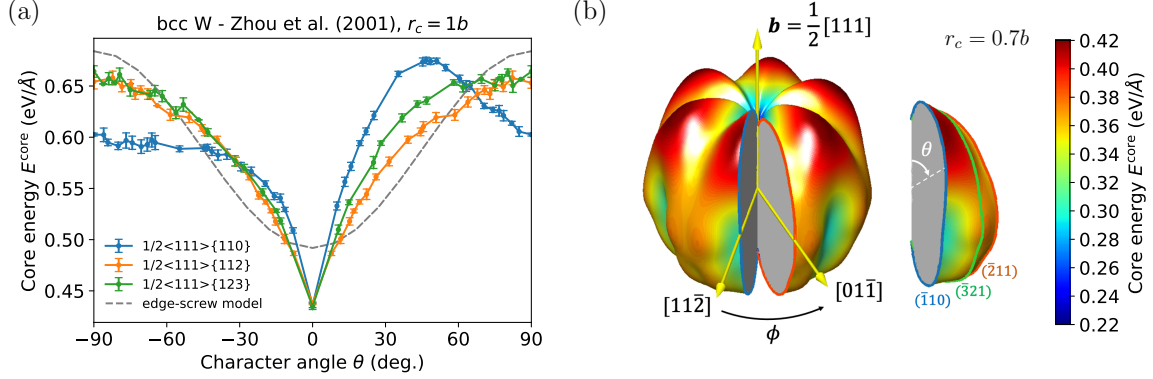 (a)
bcc W - Zhou et al. (2001), r_c = 1b
Core energy E^core (eV/Å)
0.65
0.60
0.55
0.50
0.45
1/2<111>{110}
1/2<111>{112}
1/2<111>{123}
edge-screw model
−90
−60
−30
0
30
60
90
Character angle θ (deg.)
(b)
b = 1/2 [111]
r_c = 0.7b
θ
[112̄]
[011̄]
ϕ
(1̄10)
(3̄21)
(2̄11)
0.42
0.40
0.38
0.36
0.34
0.32
0.30
0.28
0.26
0.24
0.22
Core energy E^core (eV/Å)